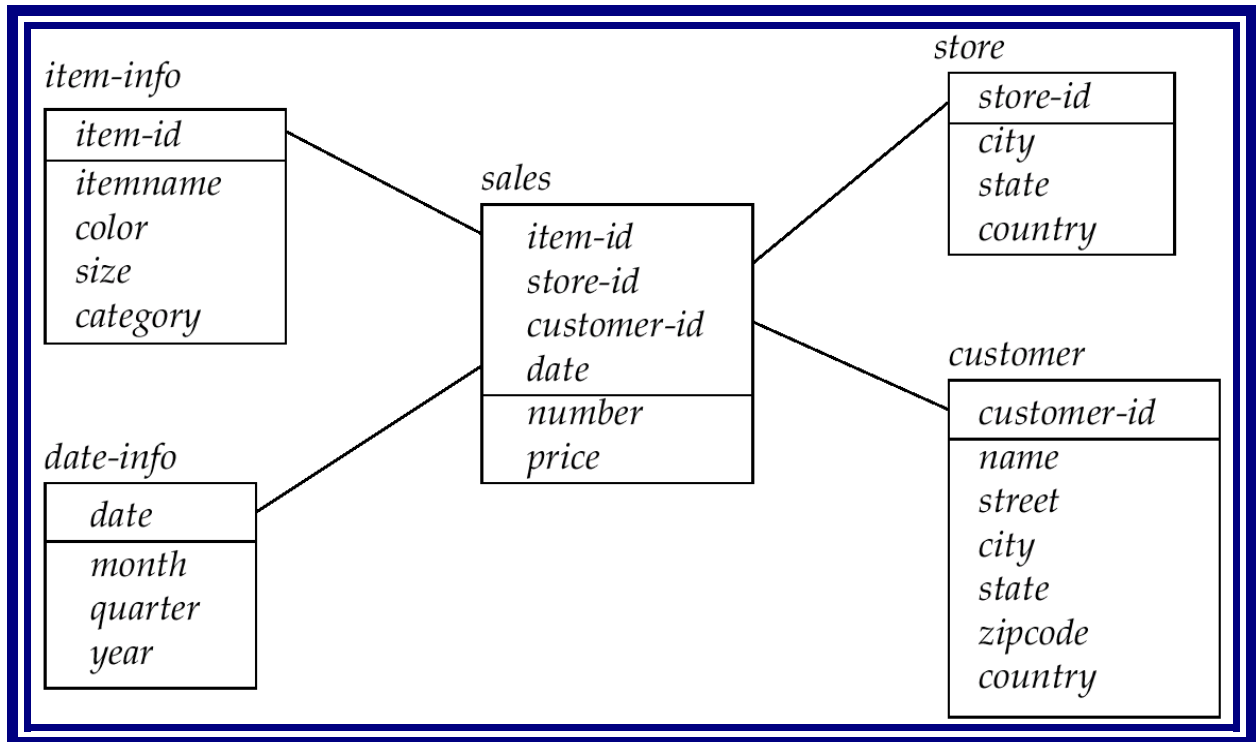 item-info
item-id
itemname
color
size
category
date-info
date
month
quarter
year
sales
item-id
store-id
customer-id
date
number
price
store
store-id
city
state
country
customer
customer-id
name
street
city
state
zipcode
country